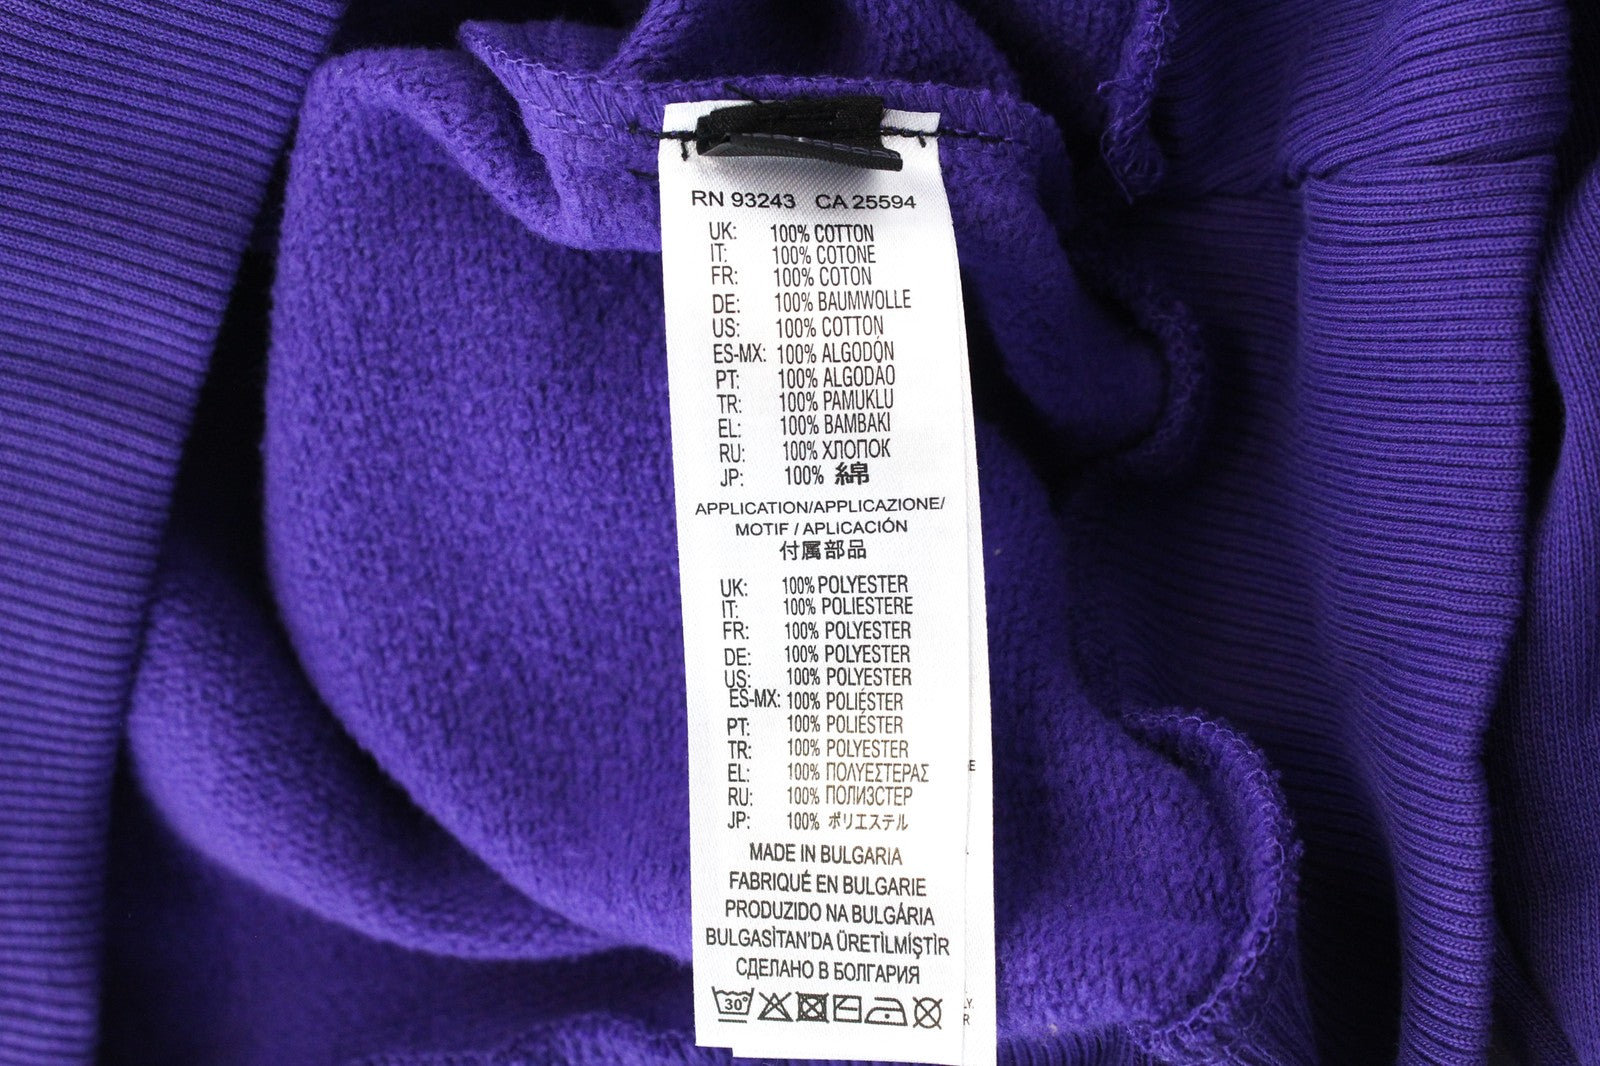 RN 93243 CA 25594
UK: 100% COTTON
IT: 100% COTONE
FR: 100% COTON
DE: 100% BAUMWOLLE
US: 100% COTTON
ES-MX: 100% ALGODÓN
PT: 100% ALGODAO
TR: 100% PAMUKLU
EL: 100% BAMBAKI
RU: 100% ХЛОПОК
JP: 100% 綿
APPLICATION/APPLICAZIONE/
MOTIF / APLICACIÓN
付属部品
UK: 100% POLYESTER
IT: 100% POLIESTERE
FR: 100% POLYESTER
DE: 100% POLYESTER
US: 100% POLYESTER
ES-MX: 100% POLIÉSTER
PT: 100% POLIÉSTER
TR: 100% POLYESTER
EL: 100% ΠΟΛΥΕΣΤΕΡΑΣ
RU: 100% ПОЛИЭСТЕР
JP: 100% ポリエステル
MADE IN BULGARIA
FABRIQUÉ EN BULGARIE
PRODUZIDO NA BULGÁRIA
BULGASİTAN'DA ÜRETİLMİŞTİR
СДЕЛАНО В БОЛГАРИЯ
30°